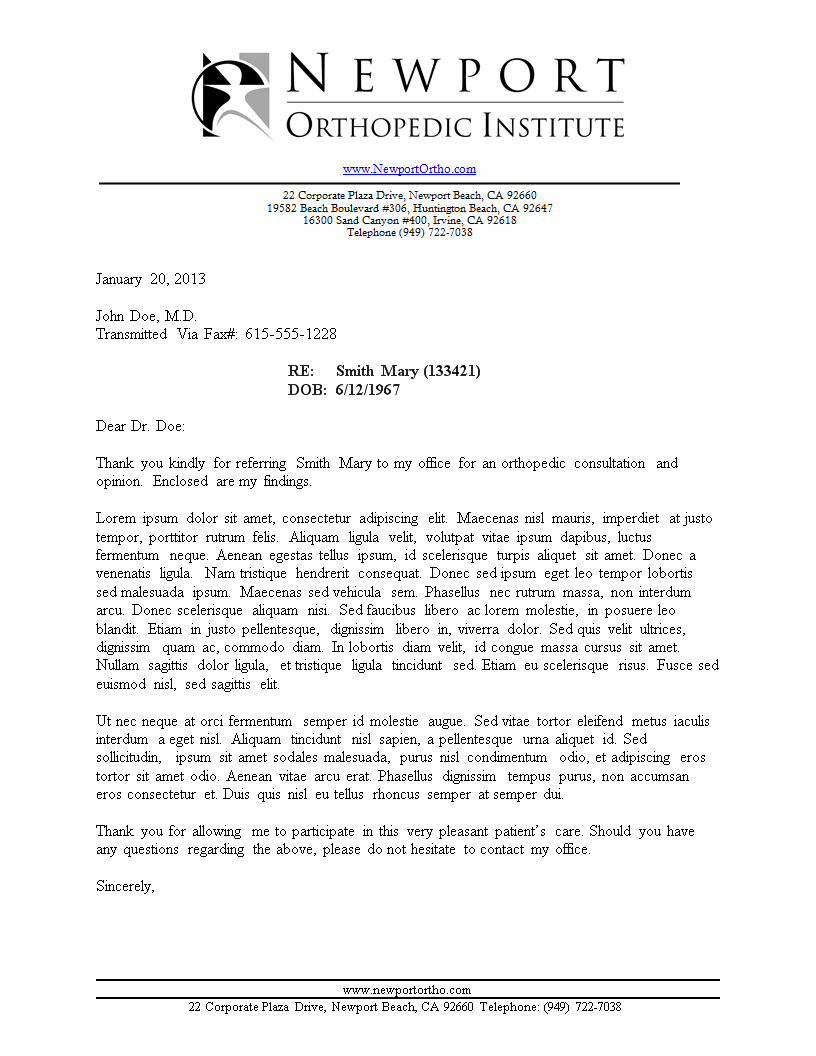 NEWPORT
ORTHOPEDIC INSTITUTE
www.NewportOrtho.com
22 Corporate Plaza Drive, Newport Beach, CA 92660
19582 Beach Boulevard #306, Huntington Beach, CA 92647
16300 Sand Canyon #400, Irvine, CA 92618
Telephone (949) 722-7038
January 20, 2013
John Doe, M.D.
Transmitted Via Fax#: 615-555-1228
RE: Smith Mary (133421)
DOB: 6/12/1967
Dear Dr. Doe:
Thank you kindly for referring Smith Mary to my office for an orthopedic consultation and
opinion. Enclosed are my findings.
Lorem ipsum dolor sit amet, consectetur adipiscing elit. Maecenas nisl mauris, imperdiet at justo
tempor, porttitor rutrum felis. Aliquam ligula velit, volutpat vitae ipsum dapibus, luctus
fermentum neque. Aenean egestas tellus ipsum, id scelerisque turpis aliquet sit amet. Donec a
venenatis ligula. Nam tristique hendrerit consequat. Donec sed ipsum eget leo tempor lobortis
sed malesuada ipsum. Maecenas sed vehicula sem. Phasellus nec rutrum massa, non interdum
arcu. Donec scelerisque aliquam nisi. Sed faucibus libero ac lorem molestie, in posuere leo
blandit. Etiam in justo pellentesque, dignissim libero in, viverra dolor. Sed quis velit ultrices,
dignissim quam ac, commodo diam. In lobortis diam velit, id congue massa cursus sit amet.
Nullam sagittis dolor ligula, et tristique ligula tincidunt sed. Etiam eu scelerisque risus. Fusce sed
euismod nisl, sed sagittis elit.
Ut nec neque at orci fermentum semper id molestie augue. Sed vitae tortor eleifend metus iaculis
interdum a eget nisl. Aliquam tincidunt nisl sapien, a pellentesque urna aliquet id. Sed
sollicitudin, ipsum sit amet sodales malesuada, purus nisl condimentum odio, et adipiscing eros
tortor sit amet odio. Aenean vitae arcu erat. Phasellus dignissim tempus purus, non accumsan
eros consectetur et. Duis quis nisl eu tellus rhoncus semper at semper dui.
Thank you for allowing me to participate in this very pleasant patient’s care. Should you have
any questions regarding the above, please do not hesitate to contact my office.
Sincerely,
www.newportortho.com
22 Corporate Plaza Drive, Newport Beach, CA 92660 Telephone: (949) 722-7038